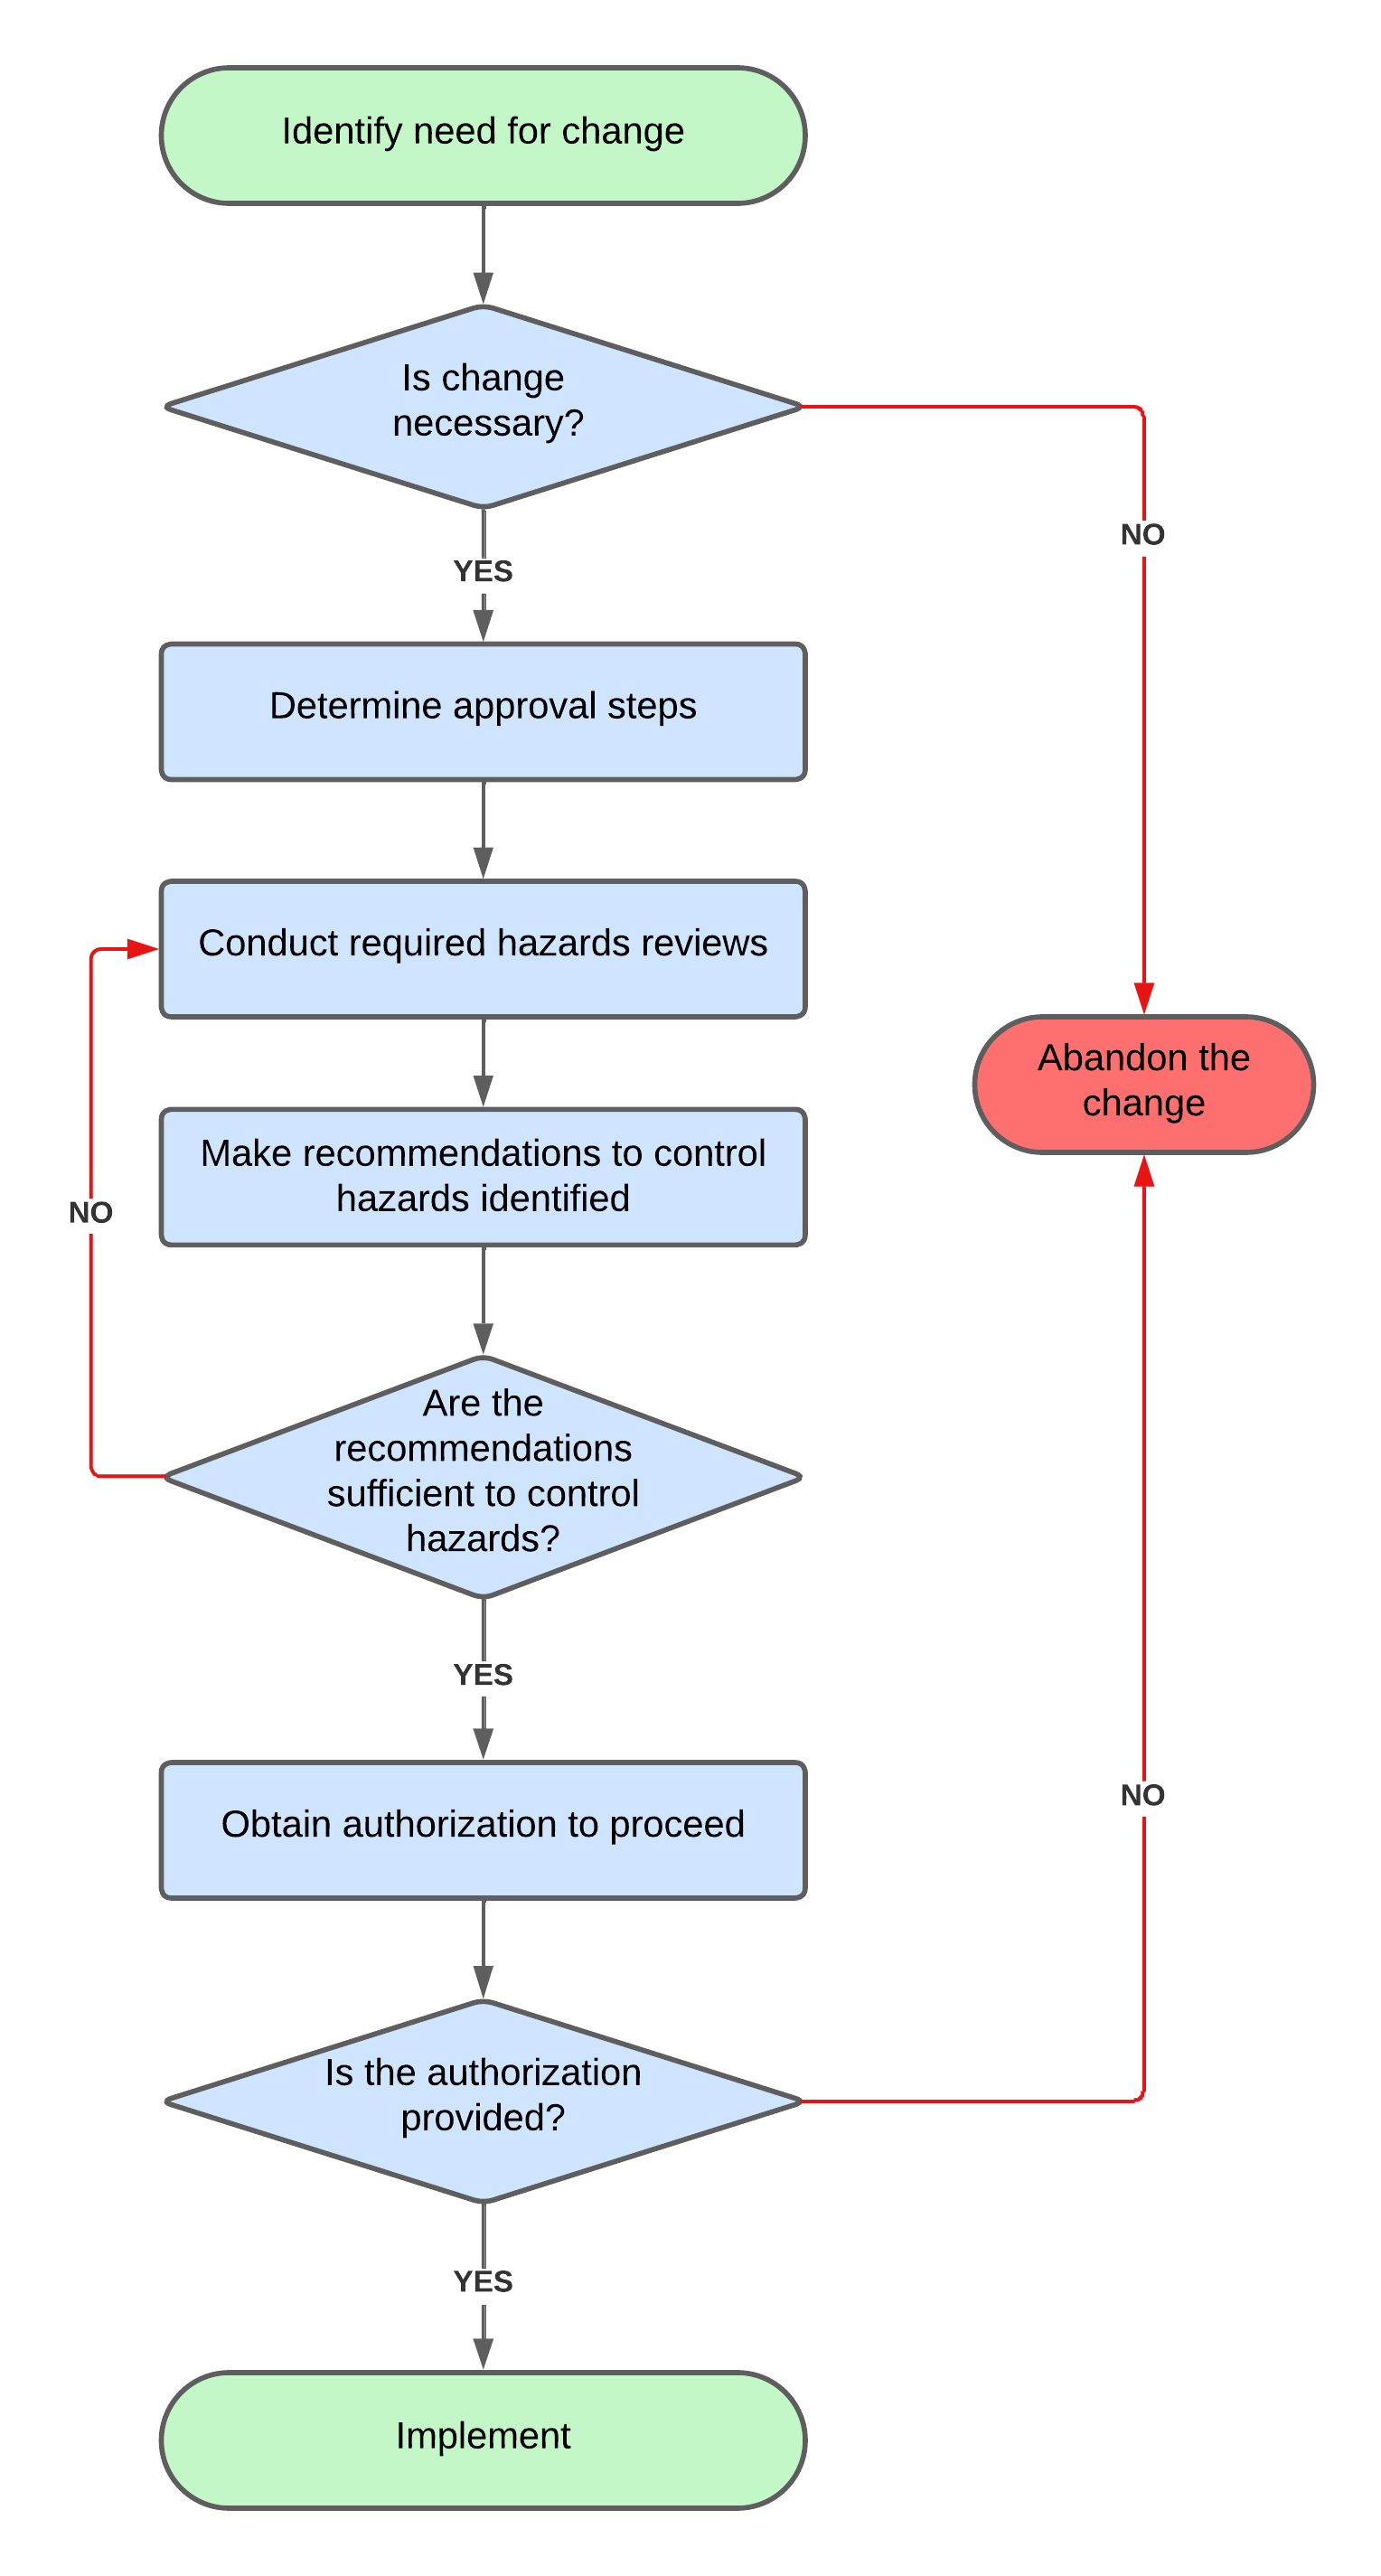 Identify need for change
Is change
necessary?
NO
YES
Determine approval steps
Conduct required hazards reviews
Abandon the
change
Make recommendations to control
hazards identified
NO
Are the
recommendations
sufficient to control
hazards?
YES
Obtain authorization to proceed
NO
Is the authorization
provided?
YES
Implement